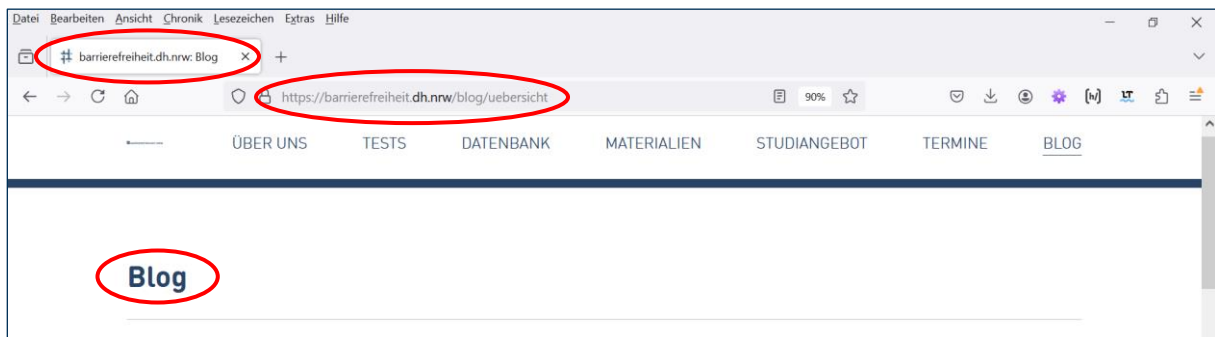 Datei Bearbeiten Ansicht Chronik Lesezeichen Extras Hilfe
barrierefreiheit.dh.nrw: Blog
https://barrierefreiheit.dh.nrw/blog/uebersicht 90%
ÜBER UNS TESTS DATENBANK MATERIALIEN STUDIANGEBOT TERMINE BLOG
Blog